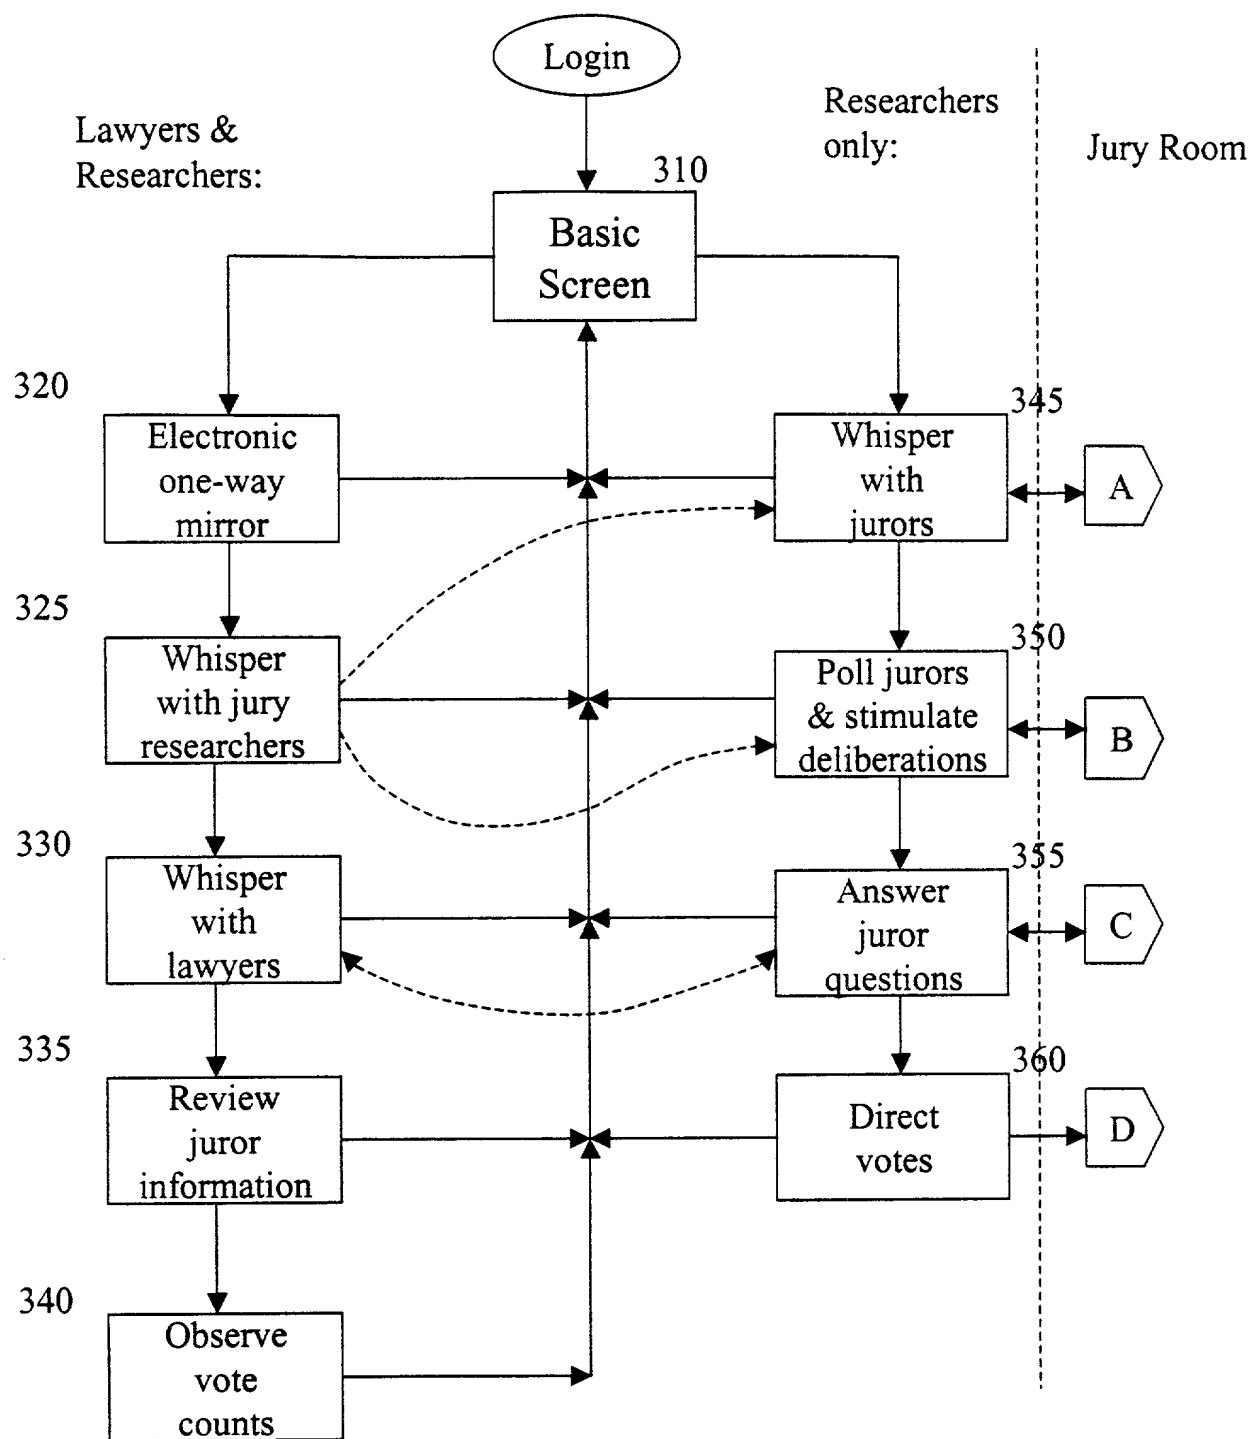 Login
Lawyers &
Researchers:
Researchers
only:
Jury Room
310
Basic
Screen
320
Electronic
one-way
mirror
345
Whisper
with
jurors
A
325
Whisper
with jury
researchers
350
Poll jurors
& stimulate
deliberations
B
330
Whisper
with
lawyers
355
Answer
juror
questions
C
335
Review
juror
information
360
Direct
votes
D
340
Observe
vote
counts